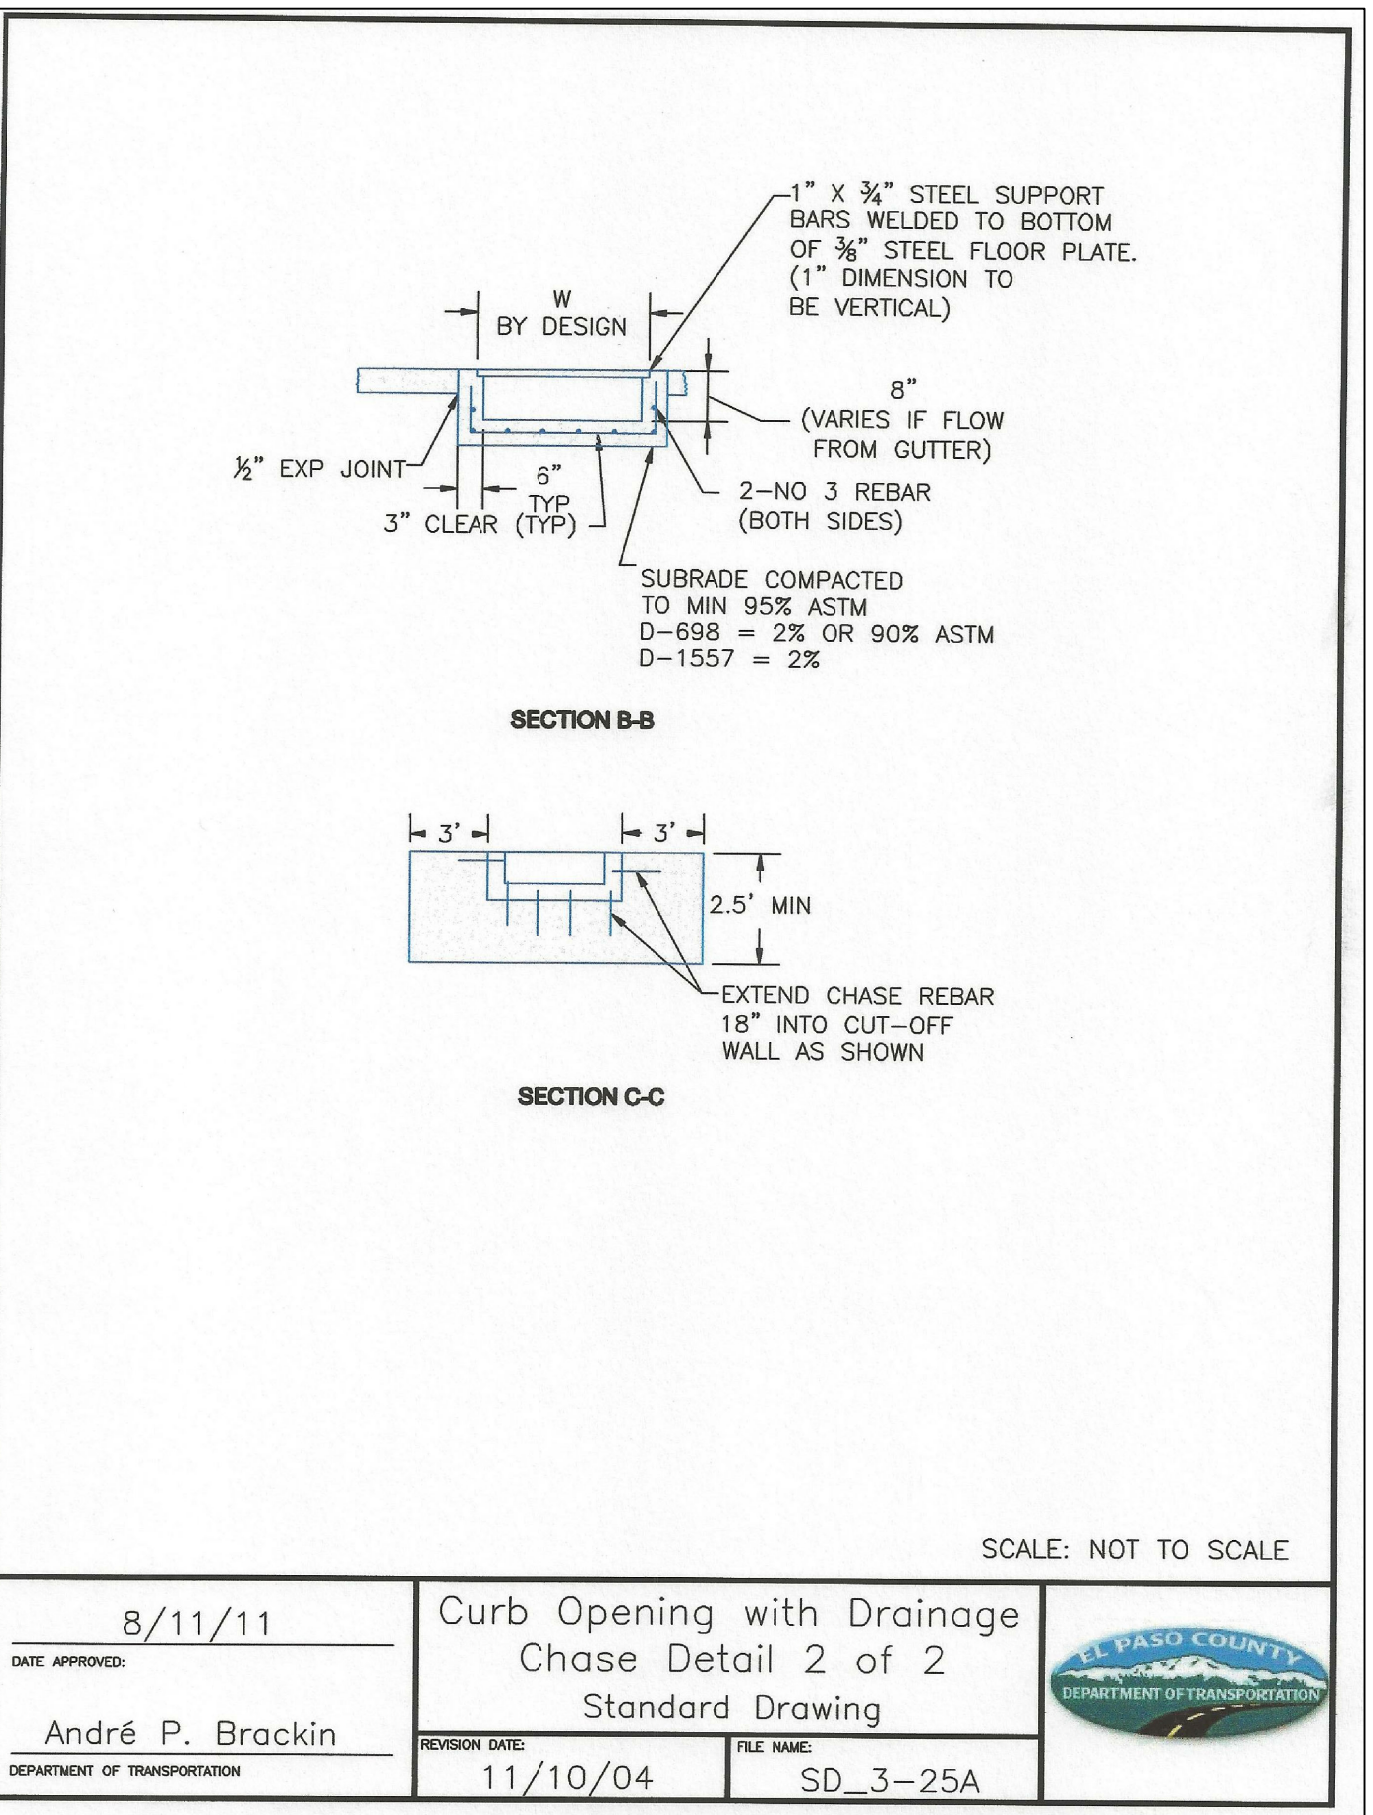 1" X ¾" STEEL SUPPORT
BARS WELDED TO BOTTOM
OF ⅜" STEEL FLOOR PLATE.
(1" DIMENSION TO
BE VERTICAL)
W
BY DESIGN
8"
(VARIES IF FLOW
FROM GUTTER)
½" EXP JOINT
6"
TYP
3" CLEAR (TYP)
2-NO 3 REBAR
(BOTH SIDES)
SUBRADE COMPACTED
TO MIN 95% ASTM
D-698 = 2% OR 90% ASTM
D-1557 = 2%
SECTION B-B
3'
3'
2.5' MIN
EXTEND CHASE REBAR
18" INTO CUT-OFF
WALL AS SHOWN
SECTION C-C
SCALE: NOT TO SCALE
8/11/11
DATE APPROVED:
André P. Brackin
DEPARTMENT OF TRANSPORTATION
Curb Opening with Drainage
Chase Detail 2 of 2
Standard Drawing
REVISION DATE:
11/10/04
FILE NAME:
SD_3-25A
EL PASO COUNTY
DEPARTMENT OF TRANSPORTATION